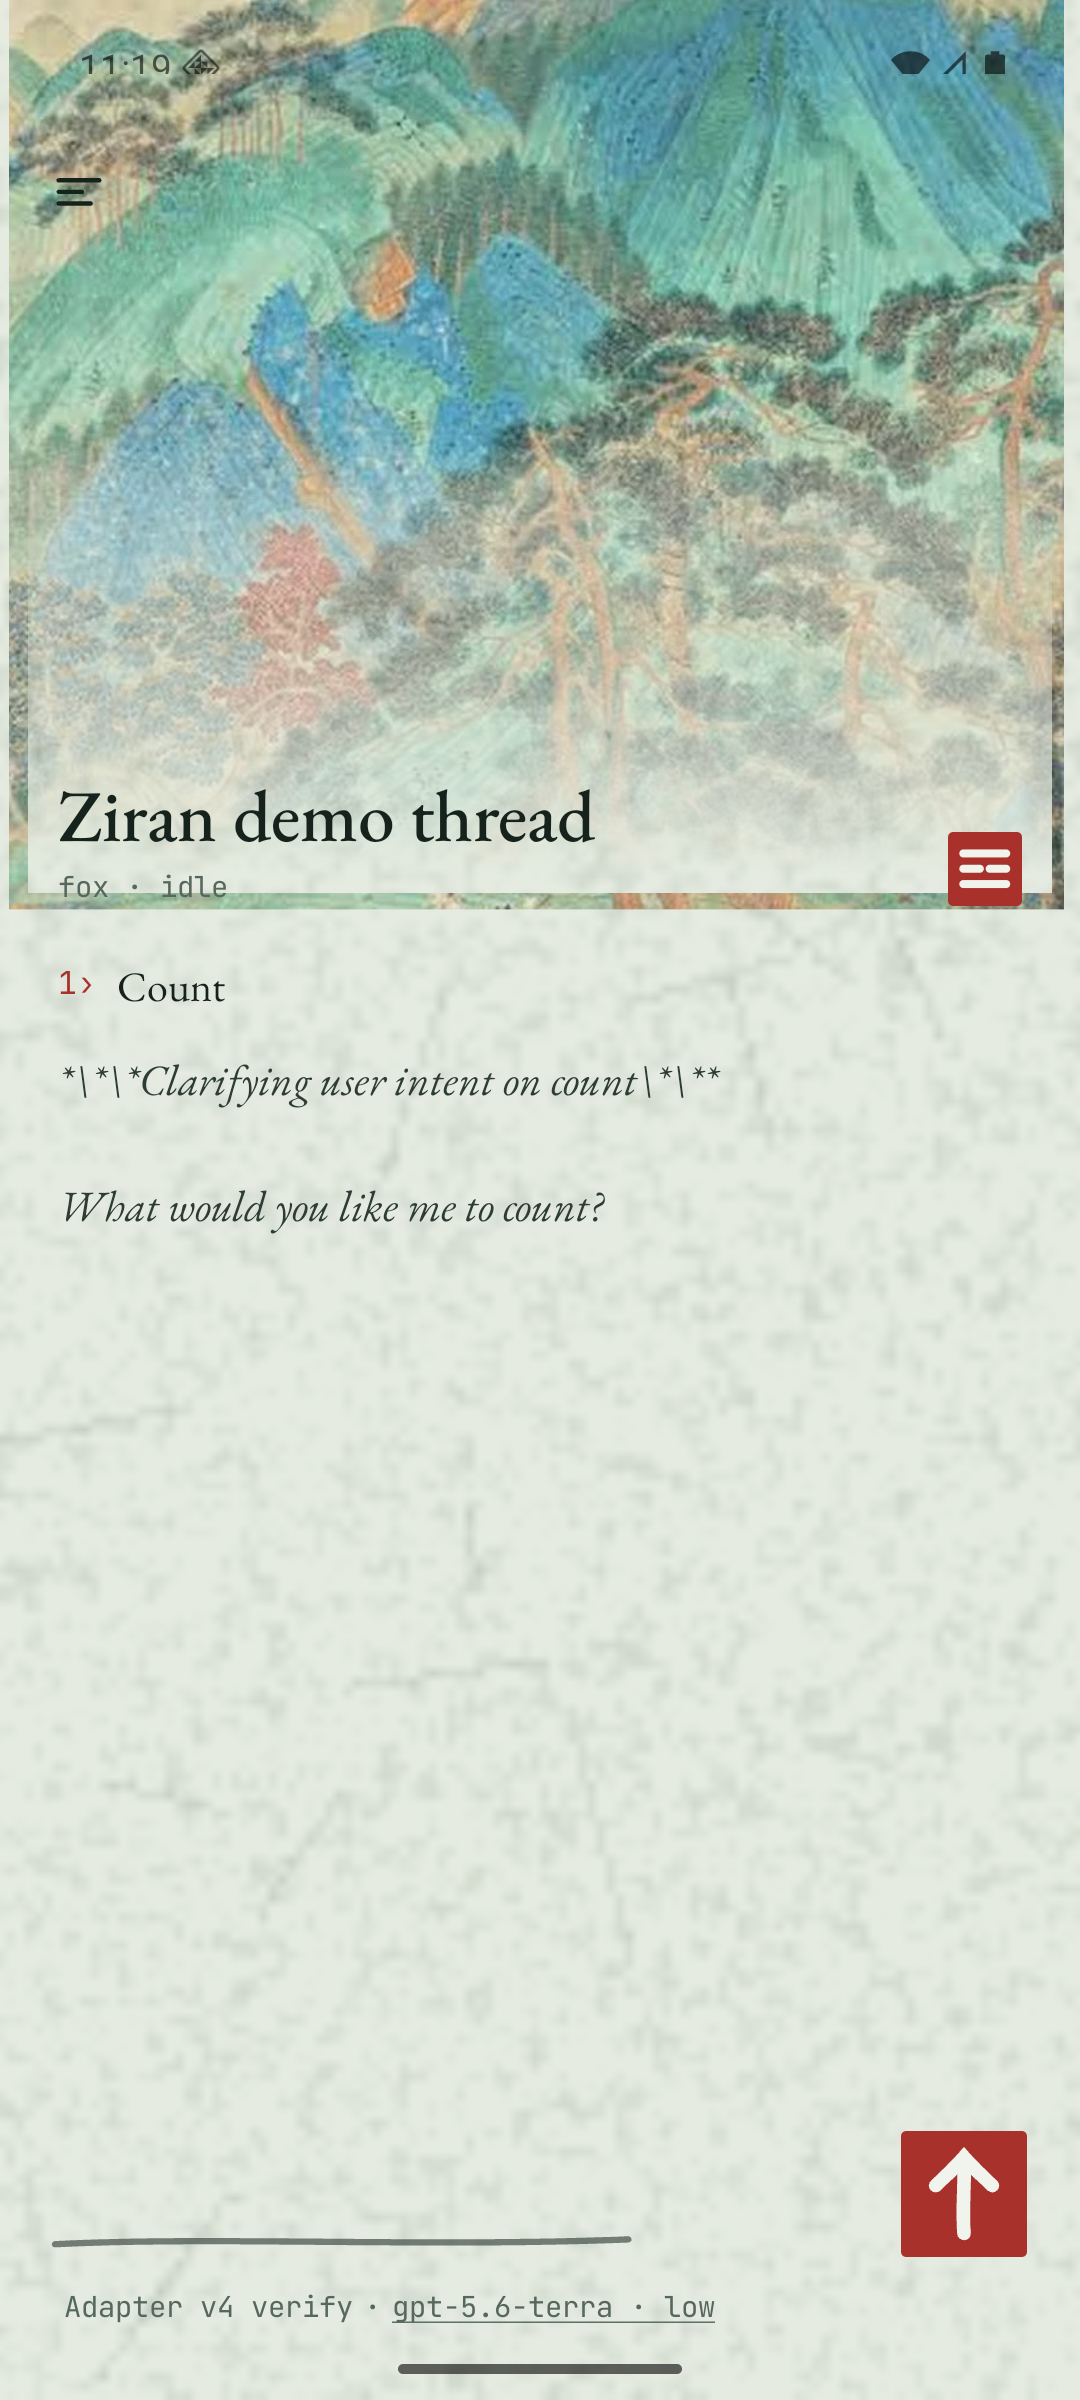 11:19
Ziran demo thread
fox · idle
1› Count
*\*\*Clarifying user intent on count\*\**
What would you like me to count?
Adapter v4 verify · gpt-5.6-terra · low